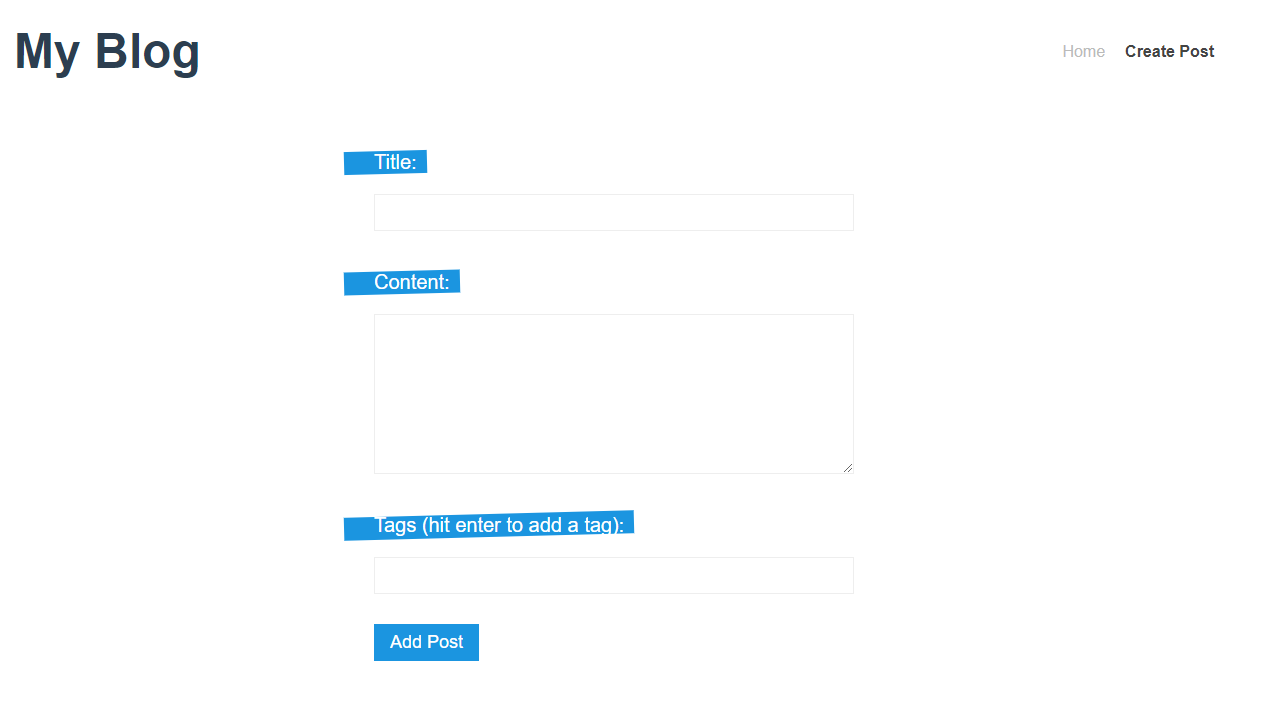 My Blog
Home
Create Post
Title:
Content:
Tags (hit enter to add a tag):
Add Post